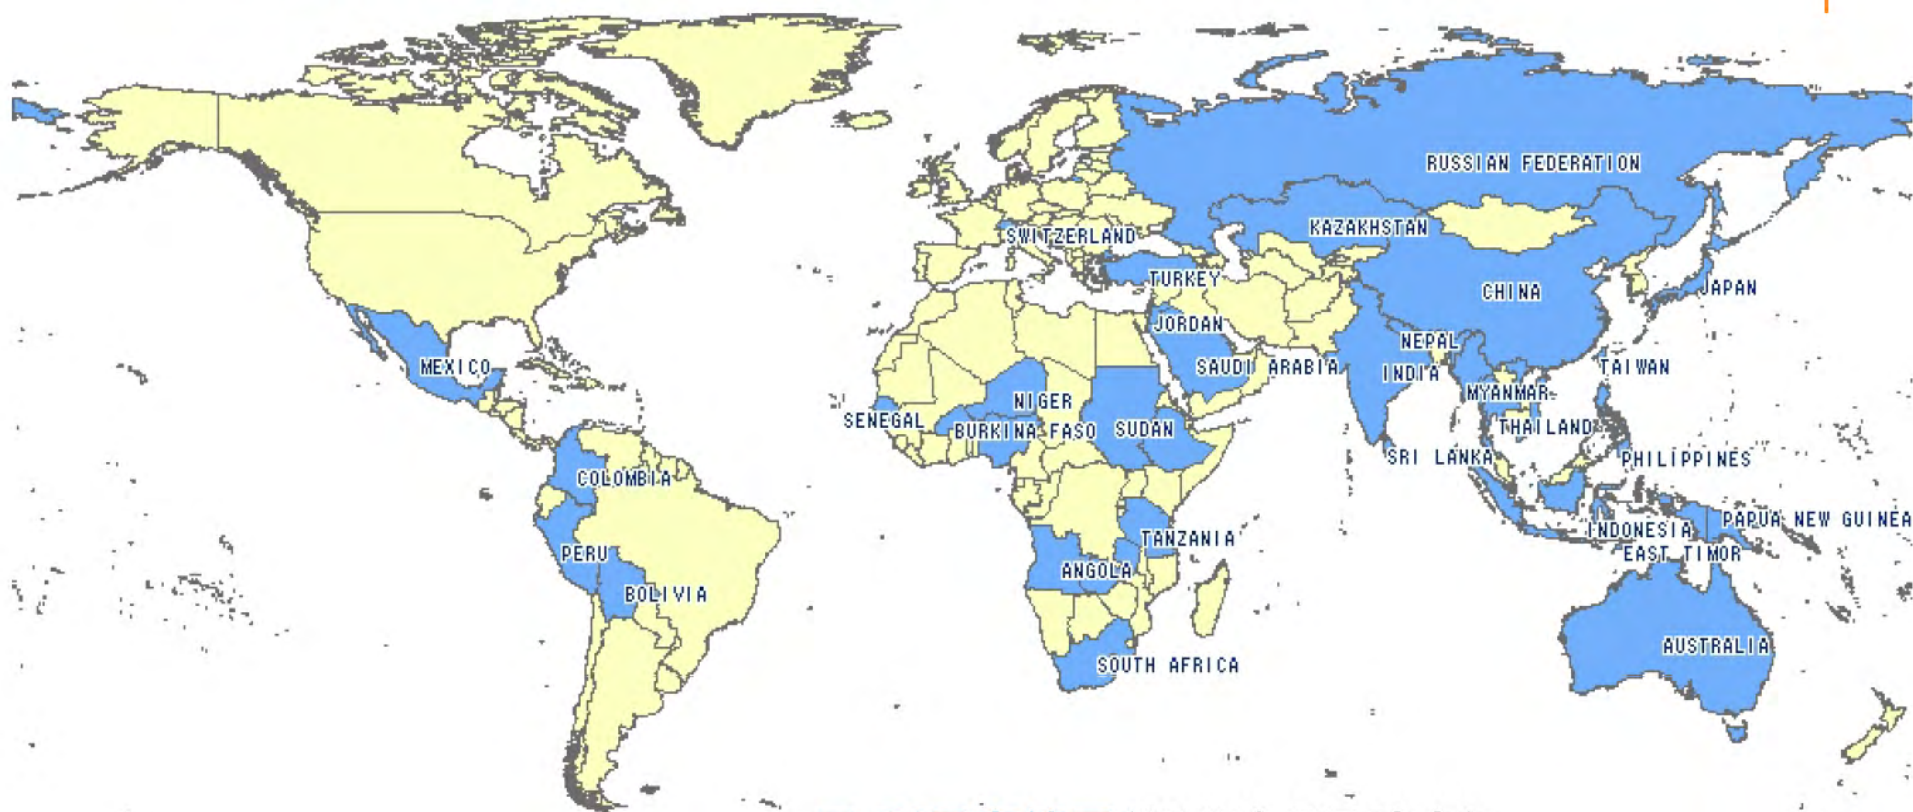 RUSSIAN FEDERATION
KAZAKHSTAN
SWITZERLAND
TURKEY
CHINA
JAPAN
JORDAN
NEPAL
MEXICO
SAUDI ARABIA
INDIA
TAIWAN
MYANMAR
NIGER
SENEGAL
BURKINA FASO
SUDAN
THAILAND
SRI LANKA
PHILIPPINES
COLOMBIA
PAPUA NEW GUINEA
INDONESIA
TANZANIA
EAST TIMOR
PERU
ANGOLA
BOLIVIA
AUSTRALIA
SOUTH AFRICA